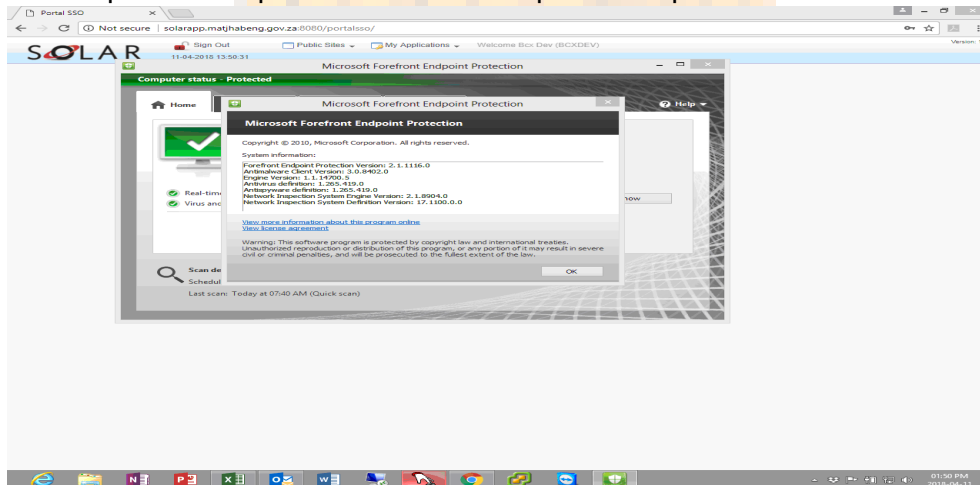 Portal SSO
Not secure | solarapp.matjhabeng.gov.za:8080/portalsso/
SOLAR
Sign Out
Public Sites
My Applications
Welcome Bcx Dev (BCXDEV)
Version:
11-04-2018 13:50:31
Microsoft Forefront Endpoint Protection
Computer status - Protected
Home
Help
Microsoft Forefront Endpoint Protection
Microsoft Forefront Endpoint Protection
Copyright © 2010, Microsoft Corporation. All rights reserved.
System information:
Forefront Endpoint Protection Version: 2.1.1116.0
Antimalware Client Version: 3.0.8402.0
Engine Version: 1.1.14700.5
Antivirus definition: 1.265.419.0
Antispyware definition: 1.265.419.0
Network Inspection System Engine Version: 2.1.8904.0
Network Inspection System Definition Version: 17.1100.0.0
Real-time
Virus and
now
View more information about this program online
View license agreement
Warning: This software program is protected by copyright law and international treaties.
Unauthorized reproduction or distribution of this program, or any portion of it may result in severe
civil or criminal penalties, and will be prosecuted to the fullest extent of the law.
OK
Scan de
Schedul
Last scan: Today at 07:40 AM (Quick scan)
01:50 PM
2018-04-11